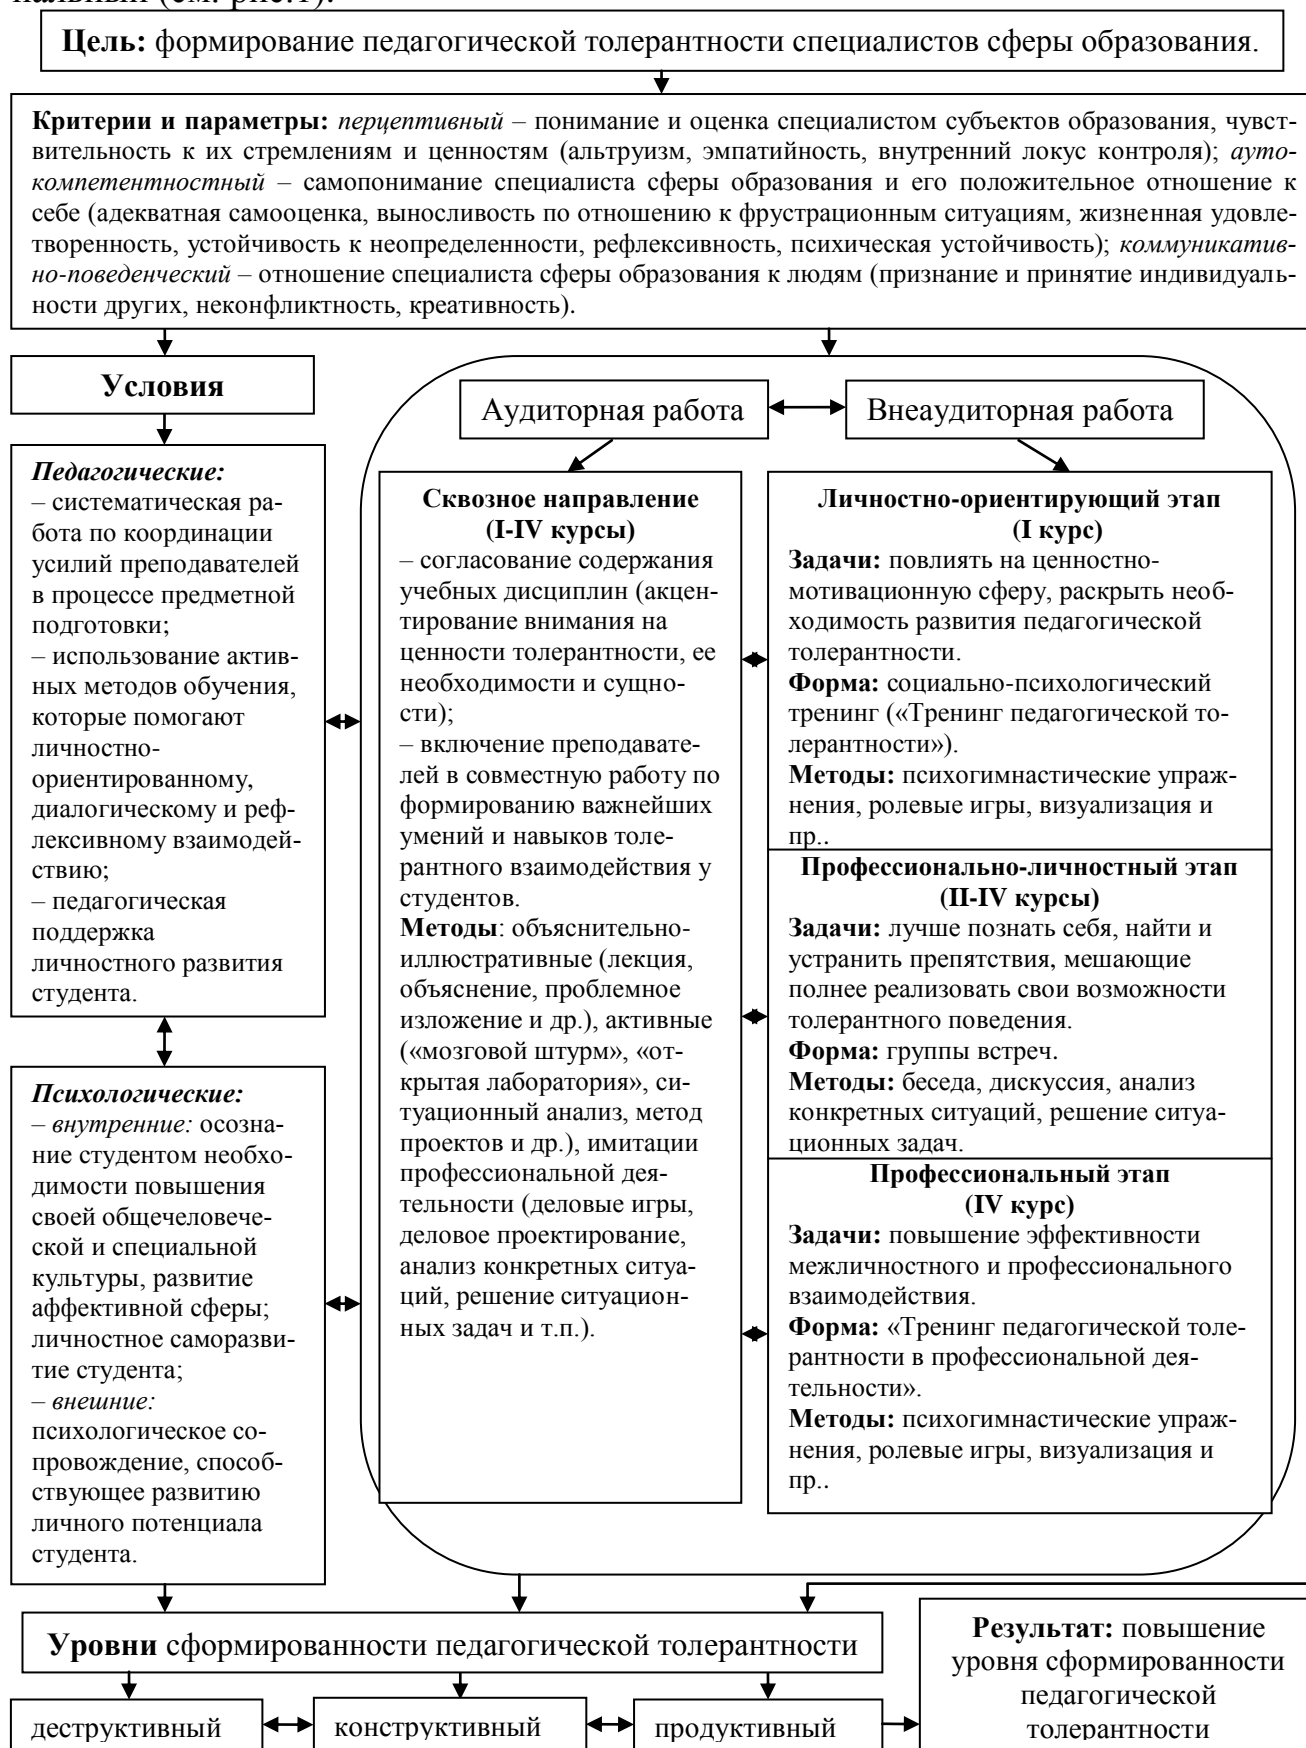 нальный (см. рис.1).
Цель: формирование педагогической толерантности специалистов сферы образования.
Критерии и параметры: перцептивный – понимание и оценка специалистом субъектов образования, чувст-
вительность к их стремлениям и ценностям (альтруизм, эмпатийность, внутренний локус контроля); ауто-
компетентностный – самопонимание специалиста сферы образования и его положительное отношение к
себе (адекватная самооценка, выносливость по отношению к фрустрационным ситуациям, жизненная удовле-
творенность, устойчивость к неопределенности, рефлексивность, психическая устойчивость); коммуникатив-
но-поведенческий – отношение специалиста сферы образования к людям (признание и принятие индивидуаль-
ности других, неконфликтность, креативность).
Условия
Педагогические:
– систематическая ра-
бота по координации
усилий преподавателей
в процессе предметной
подготовки;
– использование актив-
ных методов обучения,
которые помогают
личностно-
ориентированному,
диалогическому и реф-
лексивному взаимодей-
ствию;
– педагогическая
поддержка
личностного развития
студента.
Психологические:
– внутренние: осозна-
ние студентом необхо-
димости повышения
своей общечеловече-
ской и специальной
культуры, развитие
аффективной сферы;
личностное саморазви-
тие студента;
– внешние:
психологическое со-
провождение, способ-
ствующее развитию
личного потенциала
студента.
Аудиторная работа
Внеаудиторная работа
Сквозное направление
(I-IV курсы)
– согласование содержания
учебных дисциплин (акцен-
тирование внимания на
ценности толерантности, ее
необходимости и сущно-
сти);
– включение преподавате-
лей в совместную работу по
формированию важнейших
умений и навыков толе-
рантного взаимодействия у
студентов.
Методы: объяснительно-
иллюстративные (лекция,
объяснение, проблемное
изложение и др.), активные
(«мозговой штурм», «от-
крытая лаборатория», си-
туационный анализ, метод
проектов и др.), имитации
профессиональной дея-
тельности (деловые игры,
деловое проектирование,
анализ конкретных ситуа-
ций, решение ситуацион-
ных задач и т.п.).
Личностно-ориентирующий этап
(I курс)
Задачи: повлиять на ценностно-
мотивационную сферу, раскрыть необ-
ходимость развития педагогической
толерантности.
Форма: социально-психологический
тренинг («Тренинг педагогической то-
лерантности»).
Методы: психогимнастические упраж-
нения, ролевые игры, визуализация и
пр..
Профессионально-личностный этап
(II-IV курсы)
Задачи: лучше познать себя, найти и
устранить препятствия, мешающие
полнее реализовать свои возможности
толерантного поведения.
Форма: группы встреч.
Методы: беседа, дискуссия, анализ
конкретных ситуаций, решение ситуа-
ционных задач.
Профессиональный этап
(IV курс)
Задачи: повышение эффективности
межличностного и профессионального
взаимодействия.
Форма: «Тренинг педагогической толе-
рантности в профессиональной дея-
тельности».
Методы: психогимнастические упраж-
нения, ролевые игры, визуализация и
пр..
Уровни сформированности педагогической толерантности
деструктивный
конструктивный
продуктивный
Результат: повышение
уровня сформированности
педагогической
толерантности